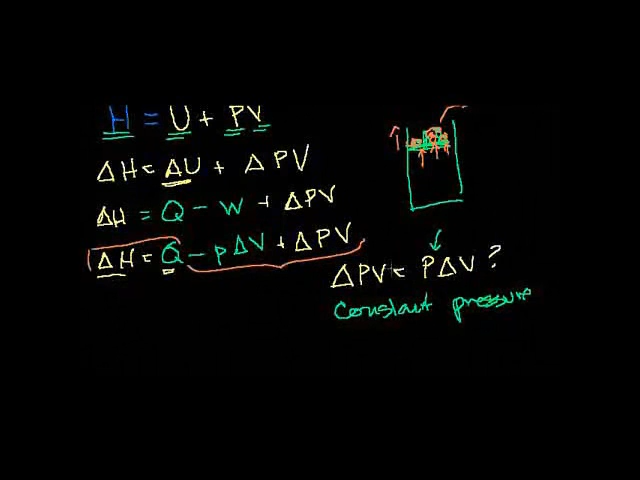 H = U + PV
ΔH = ΔU + ΔPV
ΔH = Q - W + ΔPV
ΔH = Q - PΔV + ΔPV
ΔPV = PΔV ?
Constant pressure